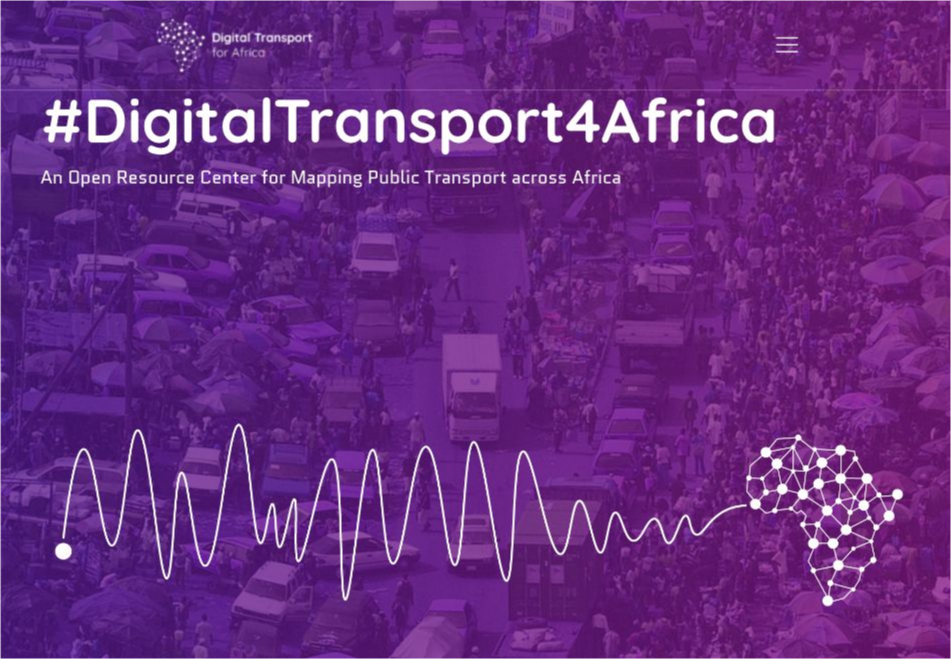 Digital Transport
for Africa
#DigitalTransport4Africa
An Open Resource Center for Mapping Public Transport across Africa